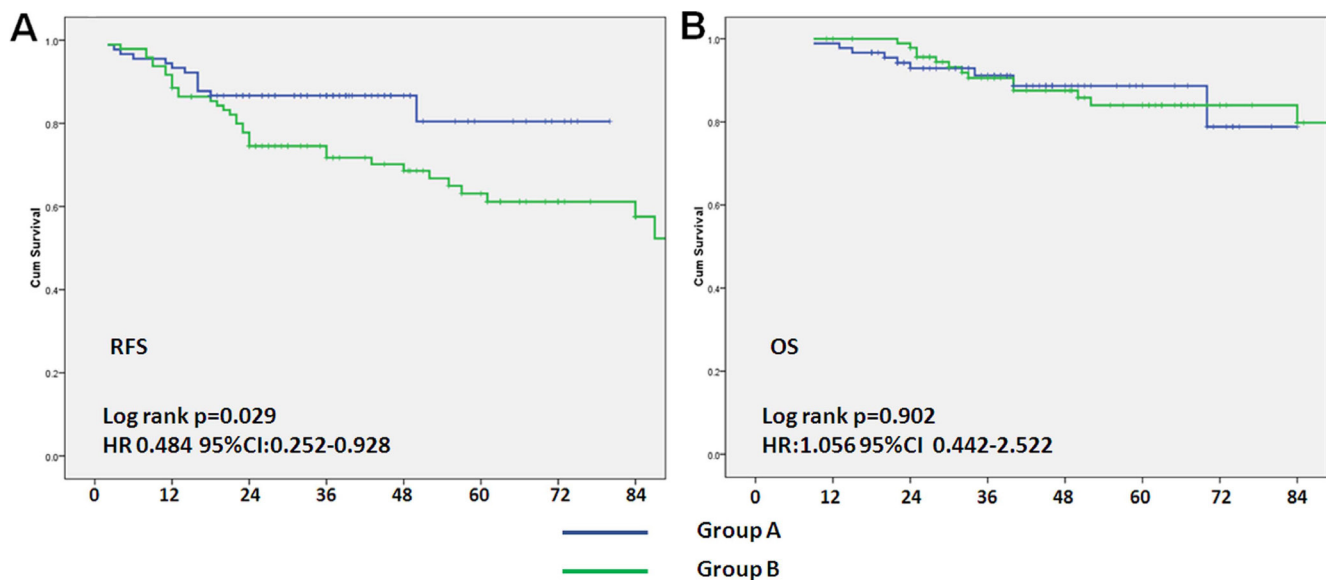 A
Cum Survival
1.0
0.8
0.6
0.4
0.2
0.0
RFS
Log rank p=0.029
HR 0.484 95%CI:0.252-0.928
0 12 24 36 48 60 72 84
B
Cum Survival
1.0
0.8
0.6
0.4
0.2
0.0
OS
Log rank p=0.902
HR:1.056 95%CI 0.442-2.522
0 12 24 36 48 60 72 84
Group A
Group B